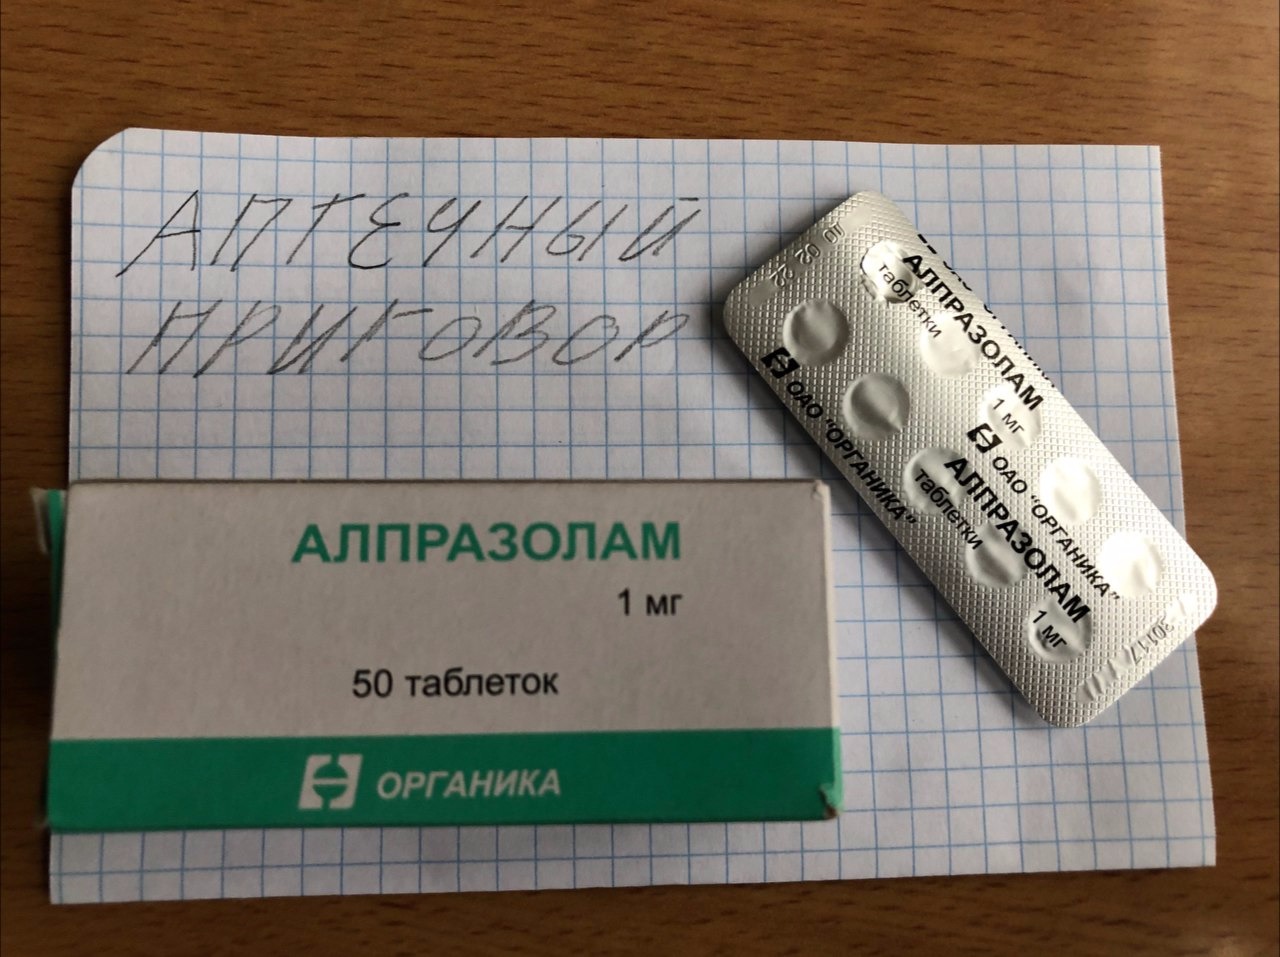 АПТЕЧНЫЙ
ПРИГОВОР
АЛПРАЗОЛАМ
1 мг
50 таблеток
ОРГАНИКА
АЛПРАЗОЛАМ
таблетки
1 мг
ОАО "ОРГАНИКА"
ОАО "ОРГАНИКА"
АЛПРАЗОЛАМ
таблетки
1 мг
30117